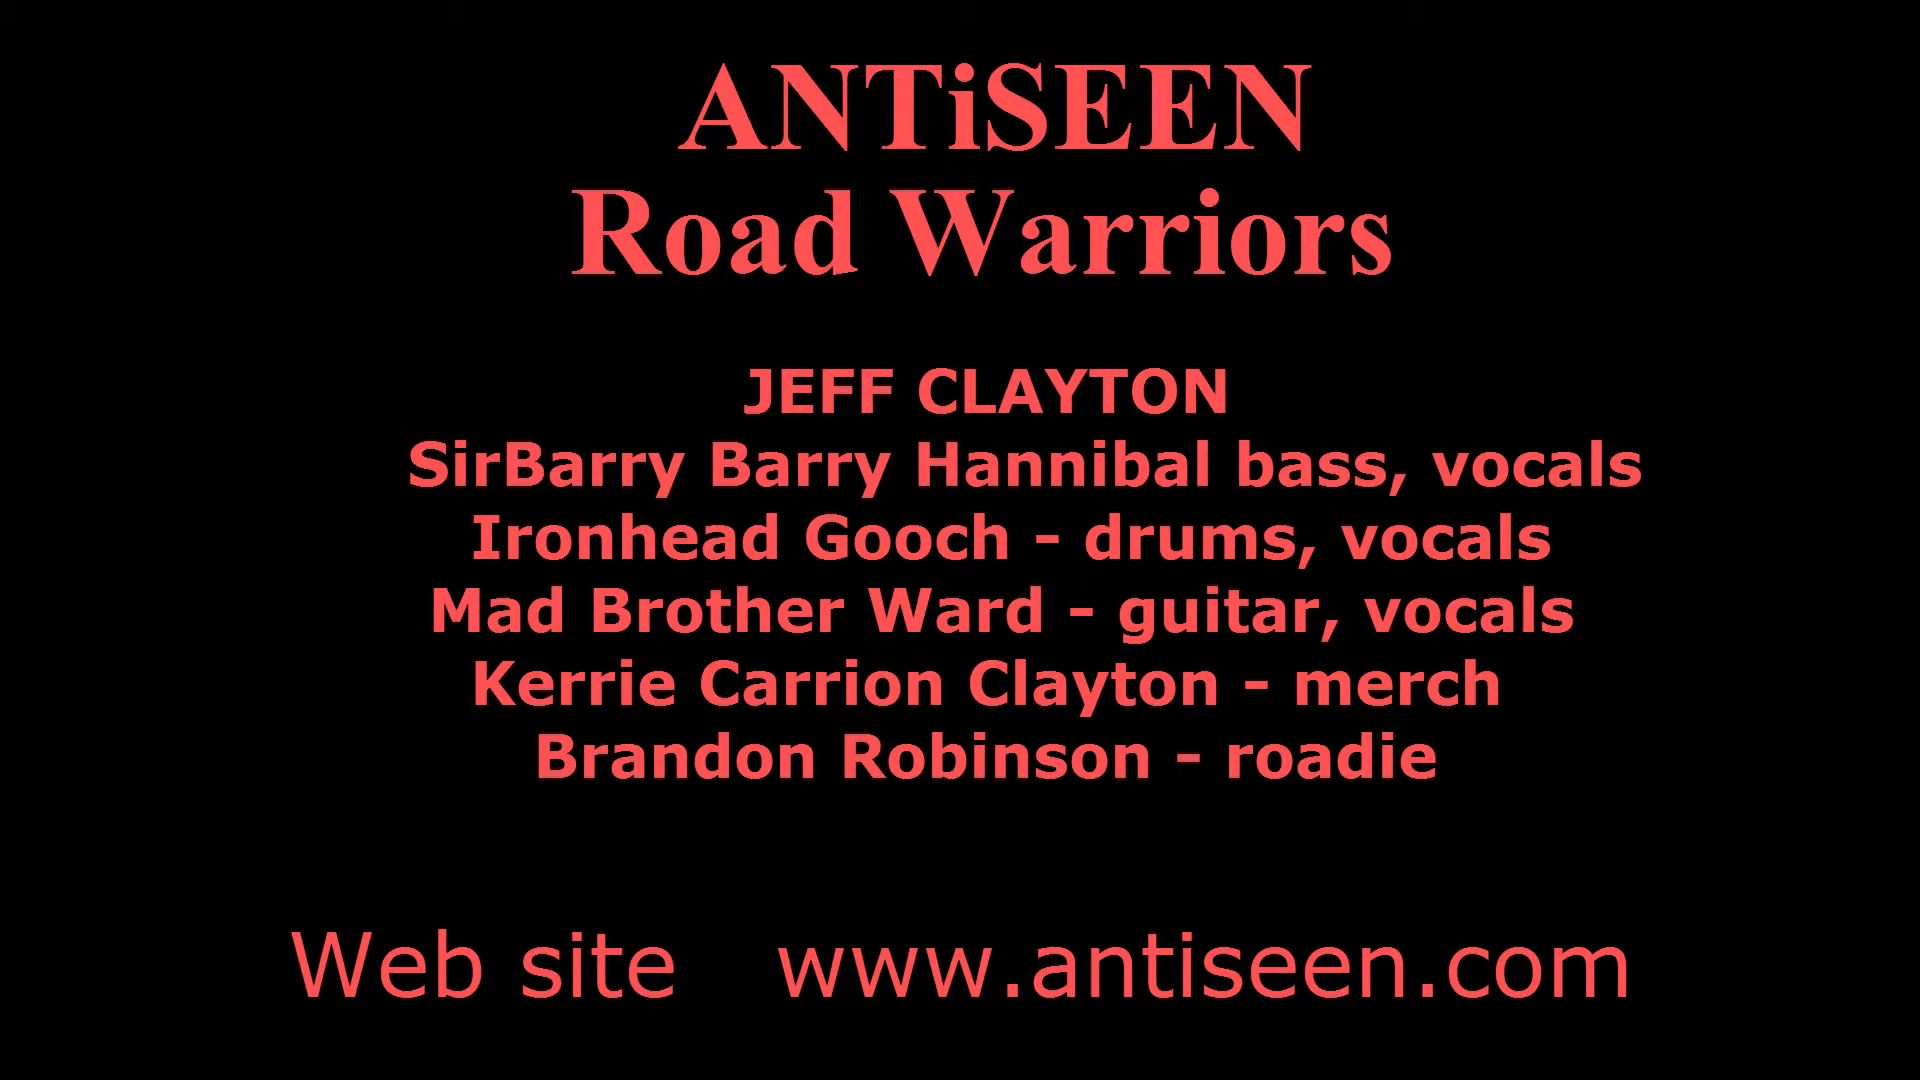 ANTiSEEN
Road Warriors
JEFF CLAYTON
SirBarry Barry Hannibal bass, vocals
Ironhead Gooch - drums, vocals
Mad Brother Ward - guitar, vocals
Kerrie Carrion Clayton - merch
Brandon Robinson - roadie
Web site www.antiseen.com